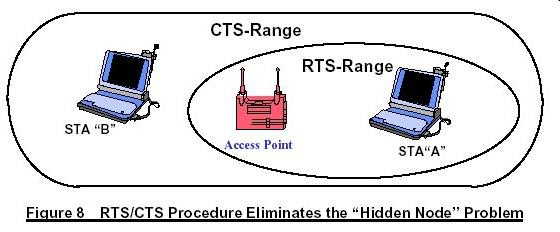 CTS-Range
RTS-Range
STA “B”
Access Point
STA“A”
Figure 8 RTS/CTS Procedure Eliminates the “Hidden Node” Problem